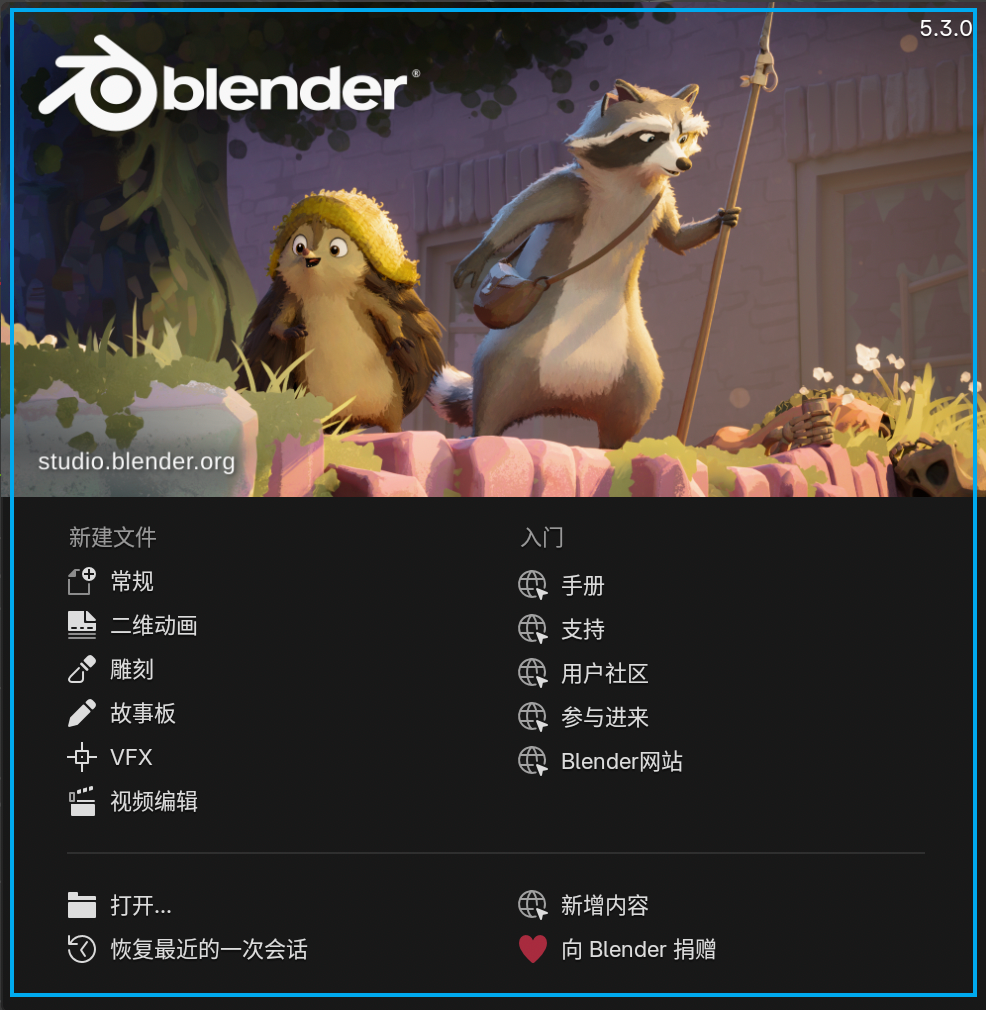 5.3.0
blender®
studio.blender.org
新建文件
常规
二维动画
雕刻
故事板
VFX
视频编辑
入门
手册
支持
用户社区
参与进来
Blender网站
打开...
恢复最近的一次会话
新增内容
向 Blender 捐赠